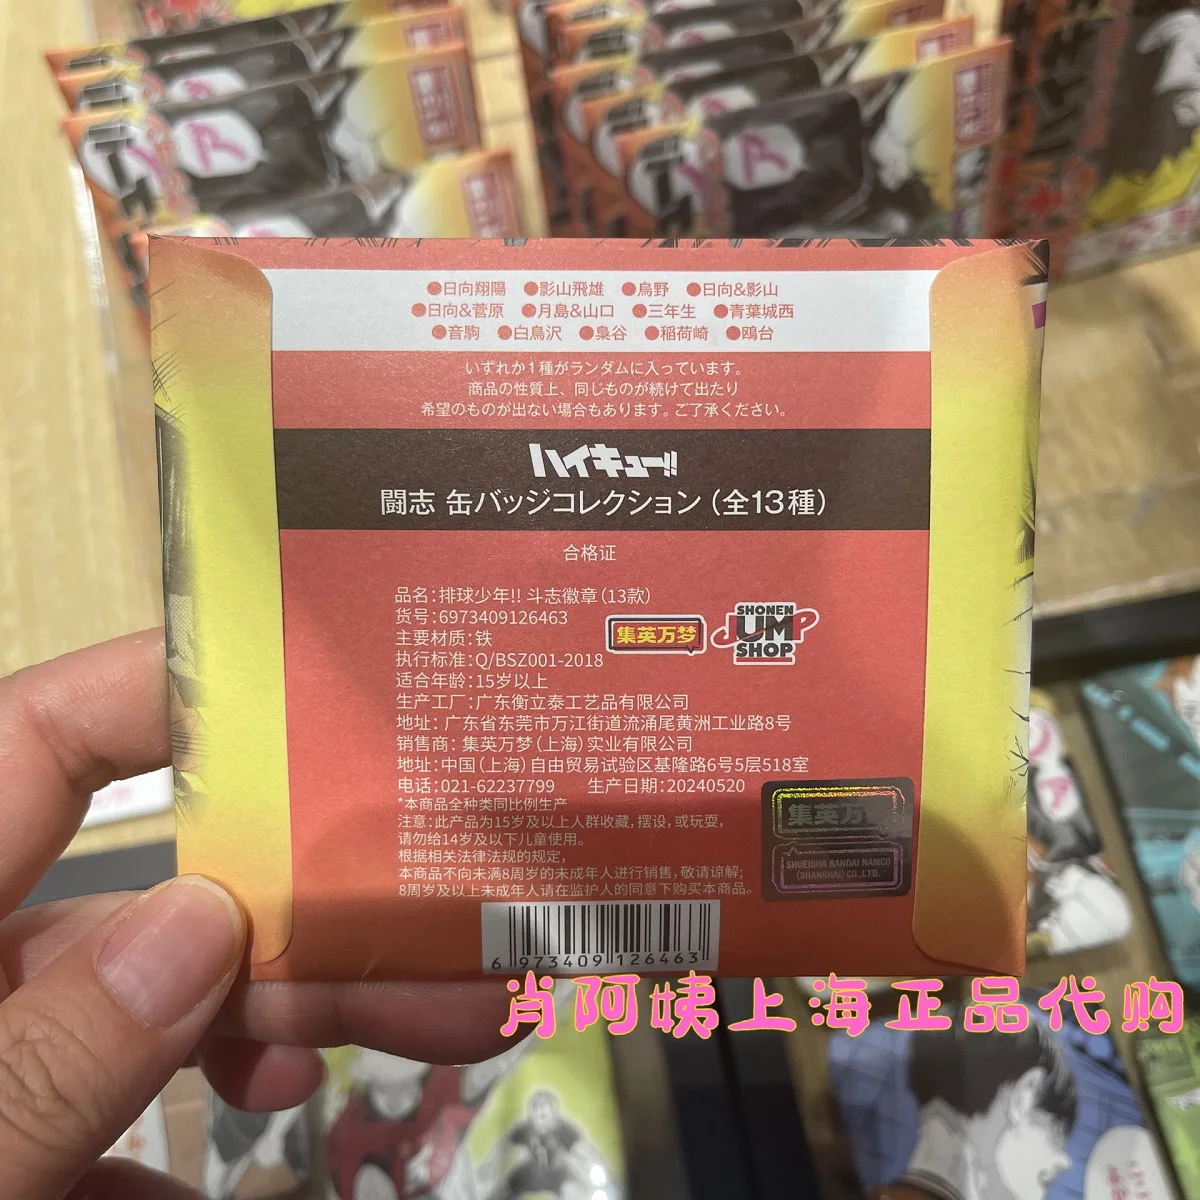 ●日向翔陽 ●影山飛雄 ●烏野 ●日向&影山
●日向&菅原 ●月島&山口 ●三年生 ●青葉城西
●音駒 ●白鳥沢 ●梟谷 ●稲荷崎 ●鴎台
いずれか1種がランダムに入っています。
商品の性質上、同じものが続けて出たり
希望のものが出ない場合もあります。ご了承ください。
ハイキュー!!
闘志 缶バッジコレクション(全13種)
合格证
品名:排球少年!! 斗志徽章(13款)
货号:6973409126463
主要材质:铁
执行标准:Q/BSZ001-2018
适合年龄:15岁以上
集英万梦
SHONEN
JUMP
SHOP
生产工厂:广东衡立泰工艺品有限公司
地址:广东省东莞市万江街道流涌尾黄洲工业路8号
销售商:集英万梦(上海)实业有限公司
地址:中国(上海)自由贸易试验区基隆路6号5层518室
电话:021-62237799 生产日期:20240520
*本商品全种类同比例生产
注意:此产品为15岁及以上人群收藏,摆设,或玩耍,
请勿给14岁及以下儿童使用。
根据相关法律法规的规定,
本商品不向未满8周岁的未成年人进行销售,敬请谅解;
8周岁及以上未成年人请在监护人的同意下购买本商品。
集英万梦
SHUEISHA BANDAI NAMCO
(SHANGHAI) CO.,LTD.
6 973409 126463
肖阿姨上海正品代购
ア
ア